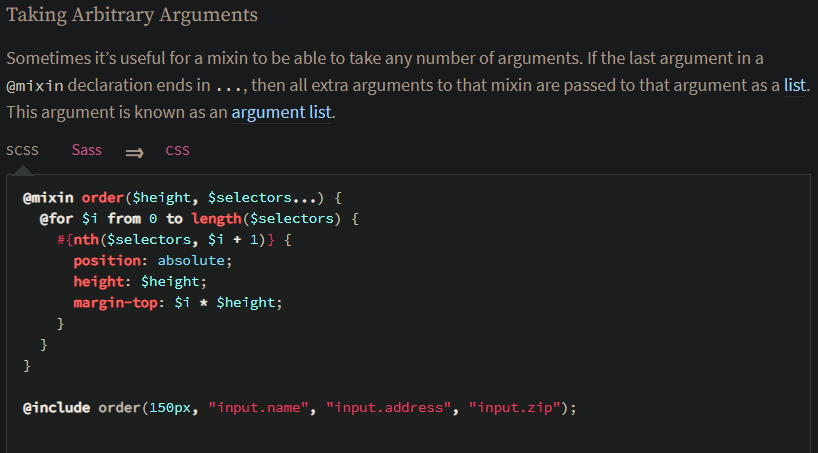 Taking Arbitrary Arguments
Sometimes it’s useful for a mixin to be able to take any number of arguments. If the last argument in a
@mixin declaration ends in ..., then all extra arguments to that mixin are passed to that argument as a list.
This argument is known as an argument list.
SCSS Sass ⇒ CSS
@mixin order($height, $selectors...) {
  @for $i from 0 to length($selectors) {
    #{nth($selectors, $i + 1)} {
      position: absolute;
      height: $height;
      margin-top: $i * $height;
    }
  }
}
@include order(150px, "input.name", "input.address", "input.zip");